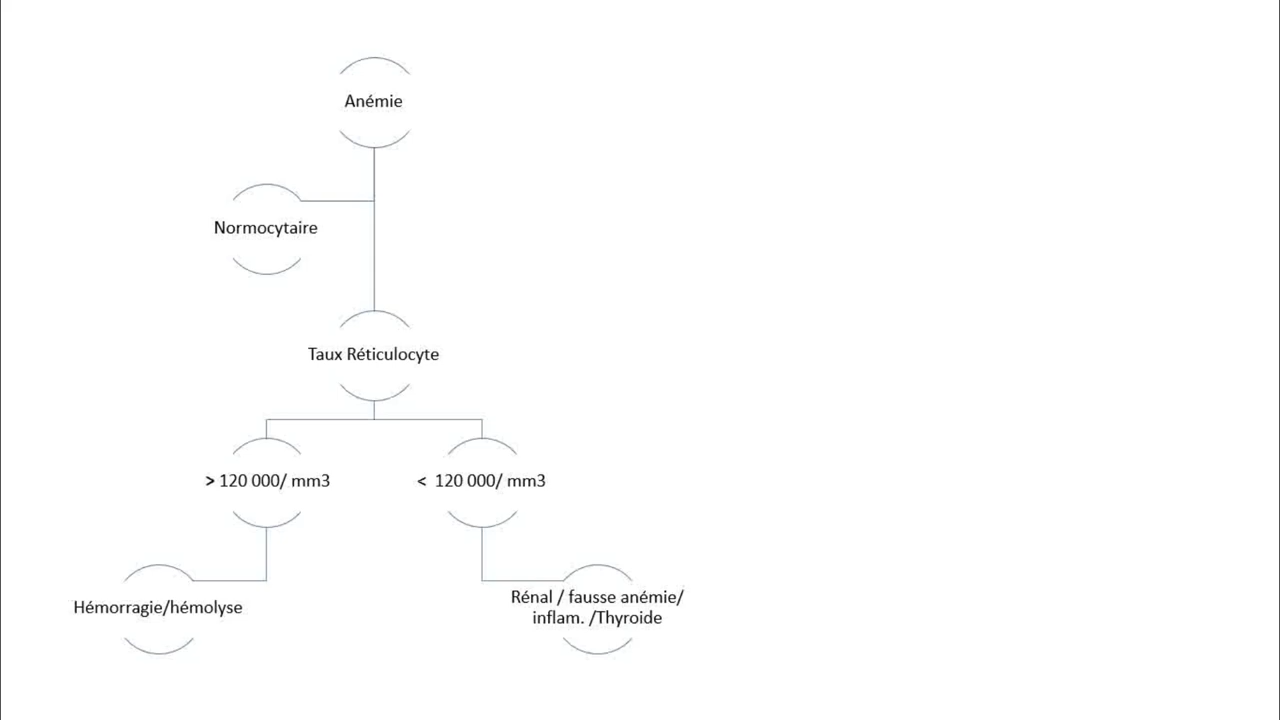 Anémie
Normocytaire
Taux Réticulocyte
> 120 000/ mm3
< 120 000/ mm3
Hémorragie/hémolyse
Rénal / fausse anémie/
inflam. /Thyroide